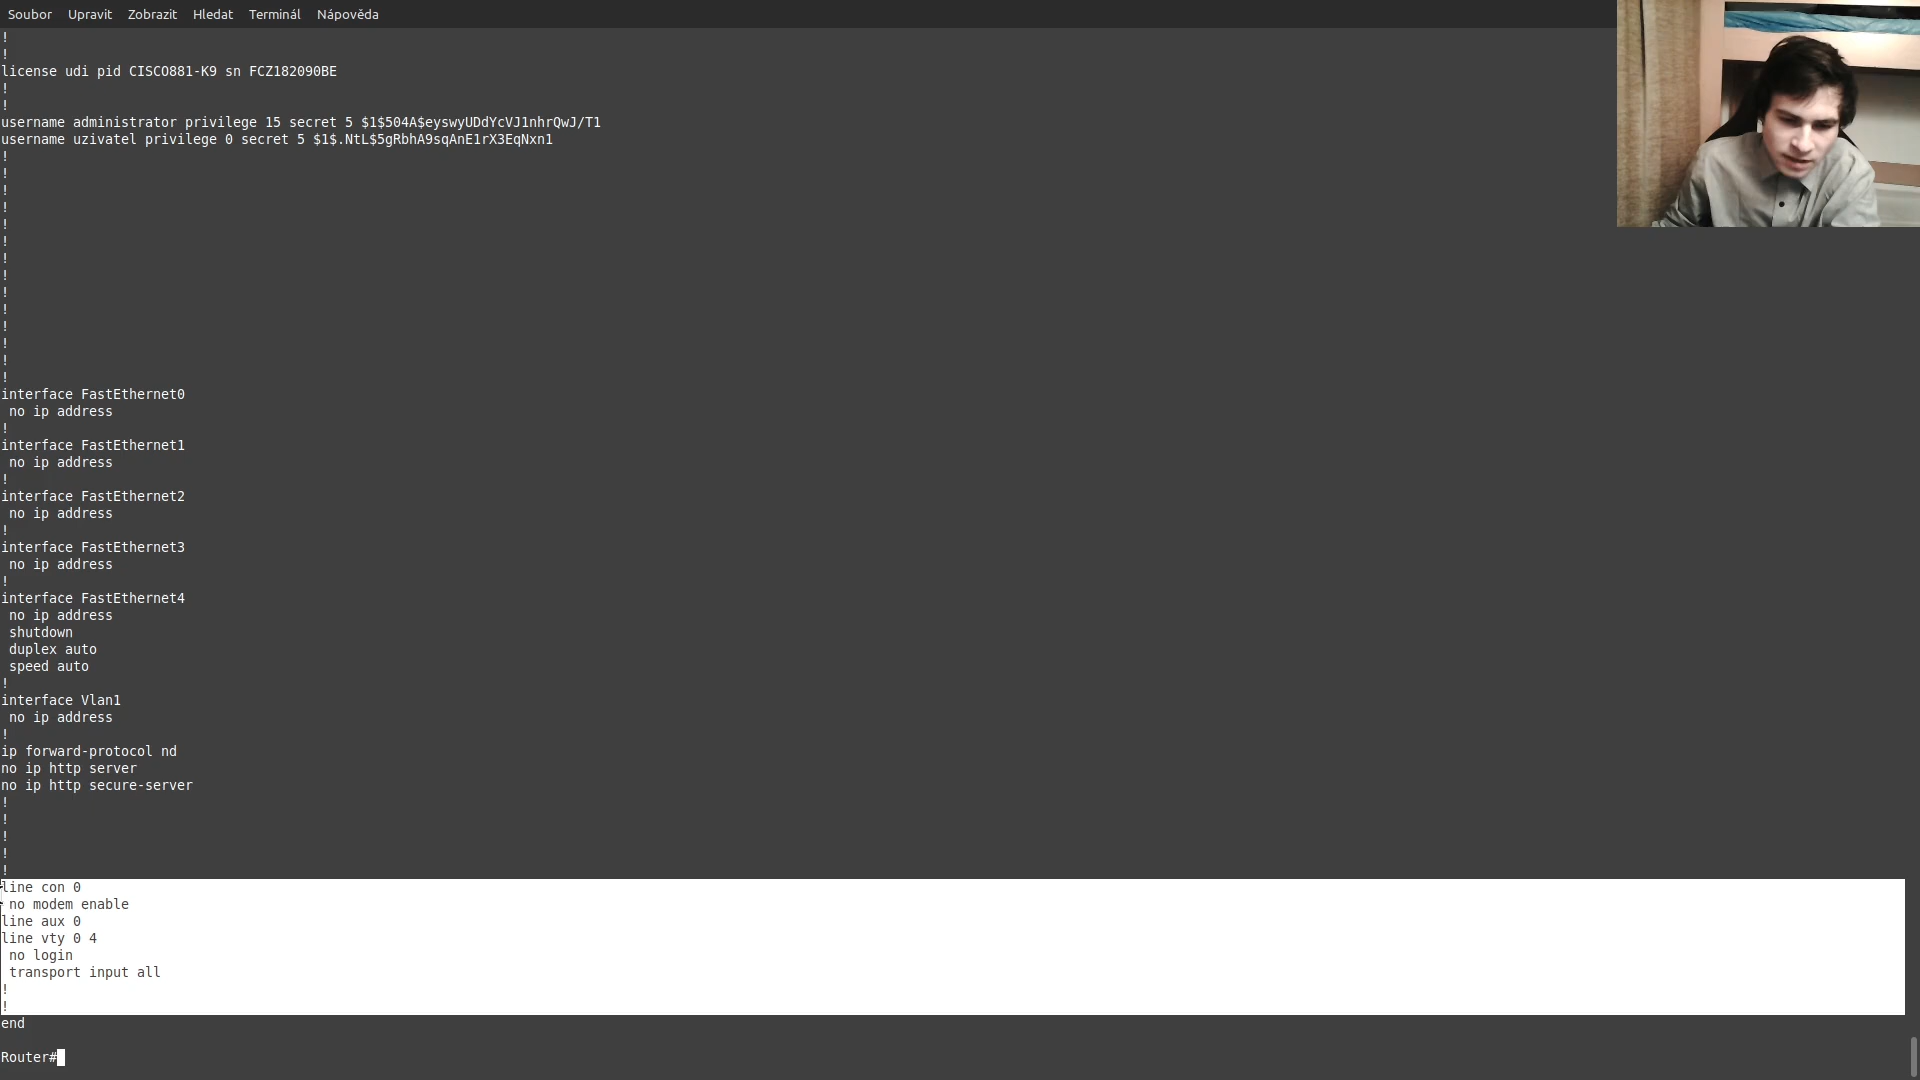 Soubor Upravit Zobrazit Hledat Terminál Nápověda
!
!
license udi pid CISCO881-K9 sn FCZ182090BE
!
!
username administrator privilege 15 secret 5 $1$504A$eyswyUDdYcVJ1nhrQwJ/T1
username uzivatel privilege 0 secret 5 $1$.NtL$5gRbhA9sqAnE1rX3EqNxn1
!
!
!
!
!
!
!
!
!
!
!
!
!
!
interface FastEthernet0
 no ip address
!
interface FastEthernet1
 no ip address
!
interface FastEthernet2
 no ip address
!
interface FastEthernet3
 no ip address
!
interface FastEthernet4
 no ip address
 shutdown
 duplex auto
 speed auto
!
interface Vlan1
 no ip address
!
ip forward-protocol nd
no ip http server
no ip http secure-server
!
!
!
!
!
line con 0
 no modem enable
line aux 0
line vty 0 4
 no login
 transport input all
!
!
end
Router#